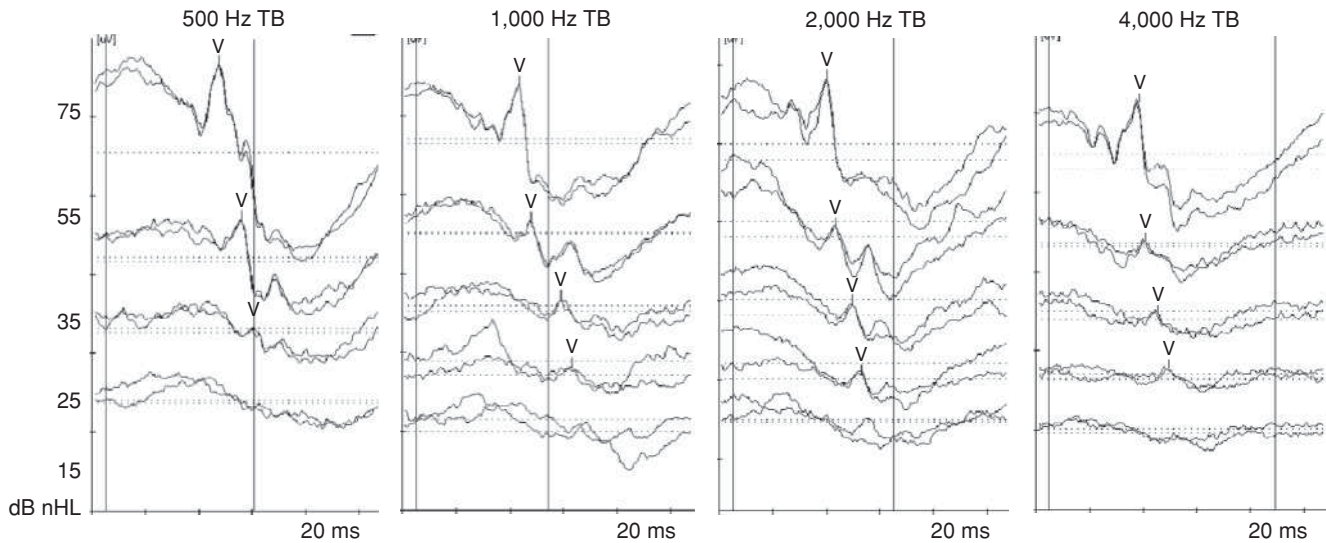 500 Hz TB 1,000 Hz TB 2,000 Hz TB 4,000 Hz TB
[uV]
V V V V
75
55 V V V V
35 V V V V
25 V V V
15
dB nHL
20 ms 20 ms 20 ms 20 ms